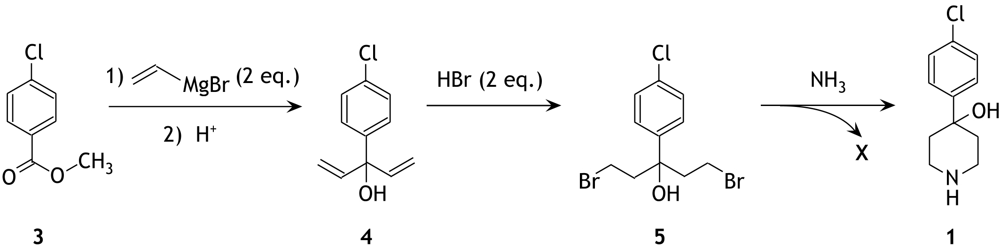 Cl
O
O
CH3
3
1)
MgBr (2 eq.)
2) H+
Cl
OH
4
HBr (2 eq.)
Cl
Br
OH
Br
5
NH3
X
Cl
OH
N
H
1